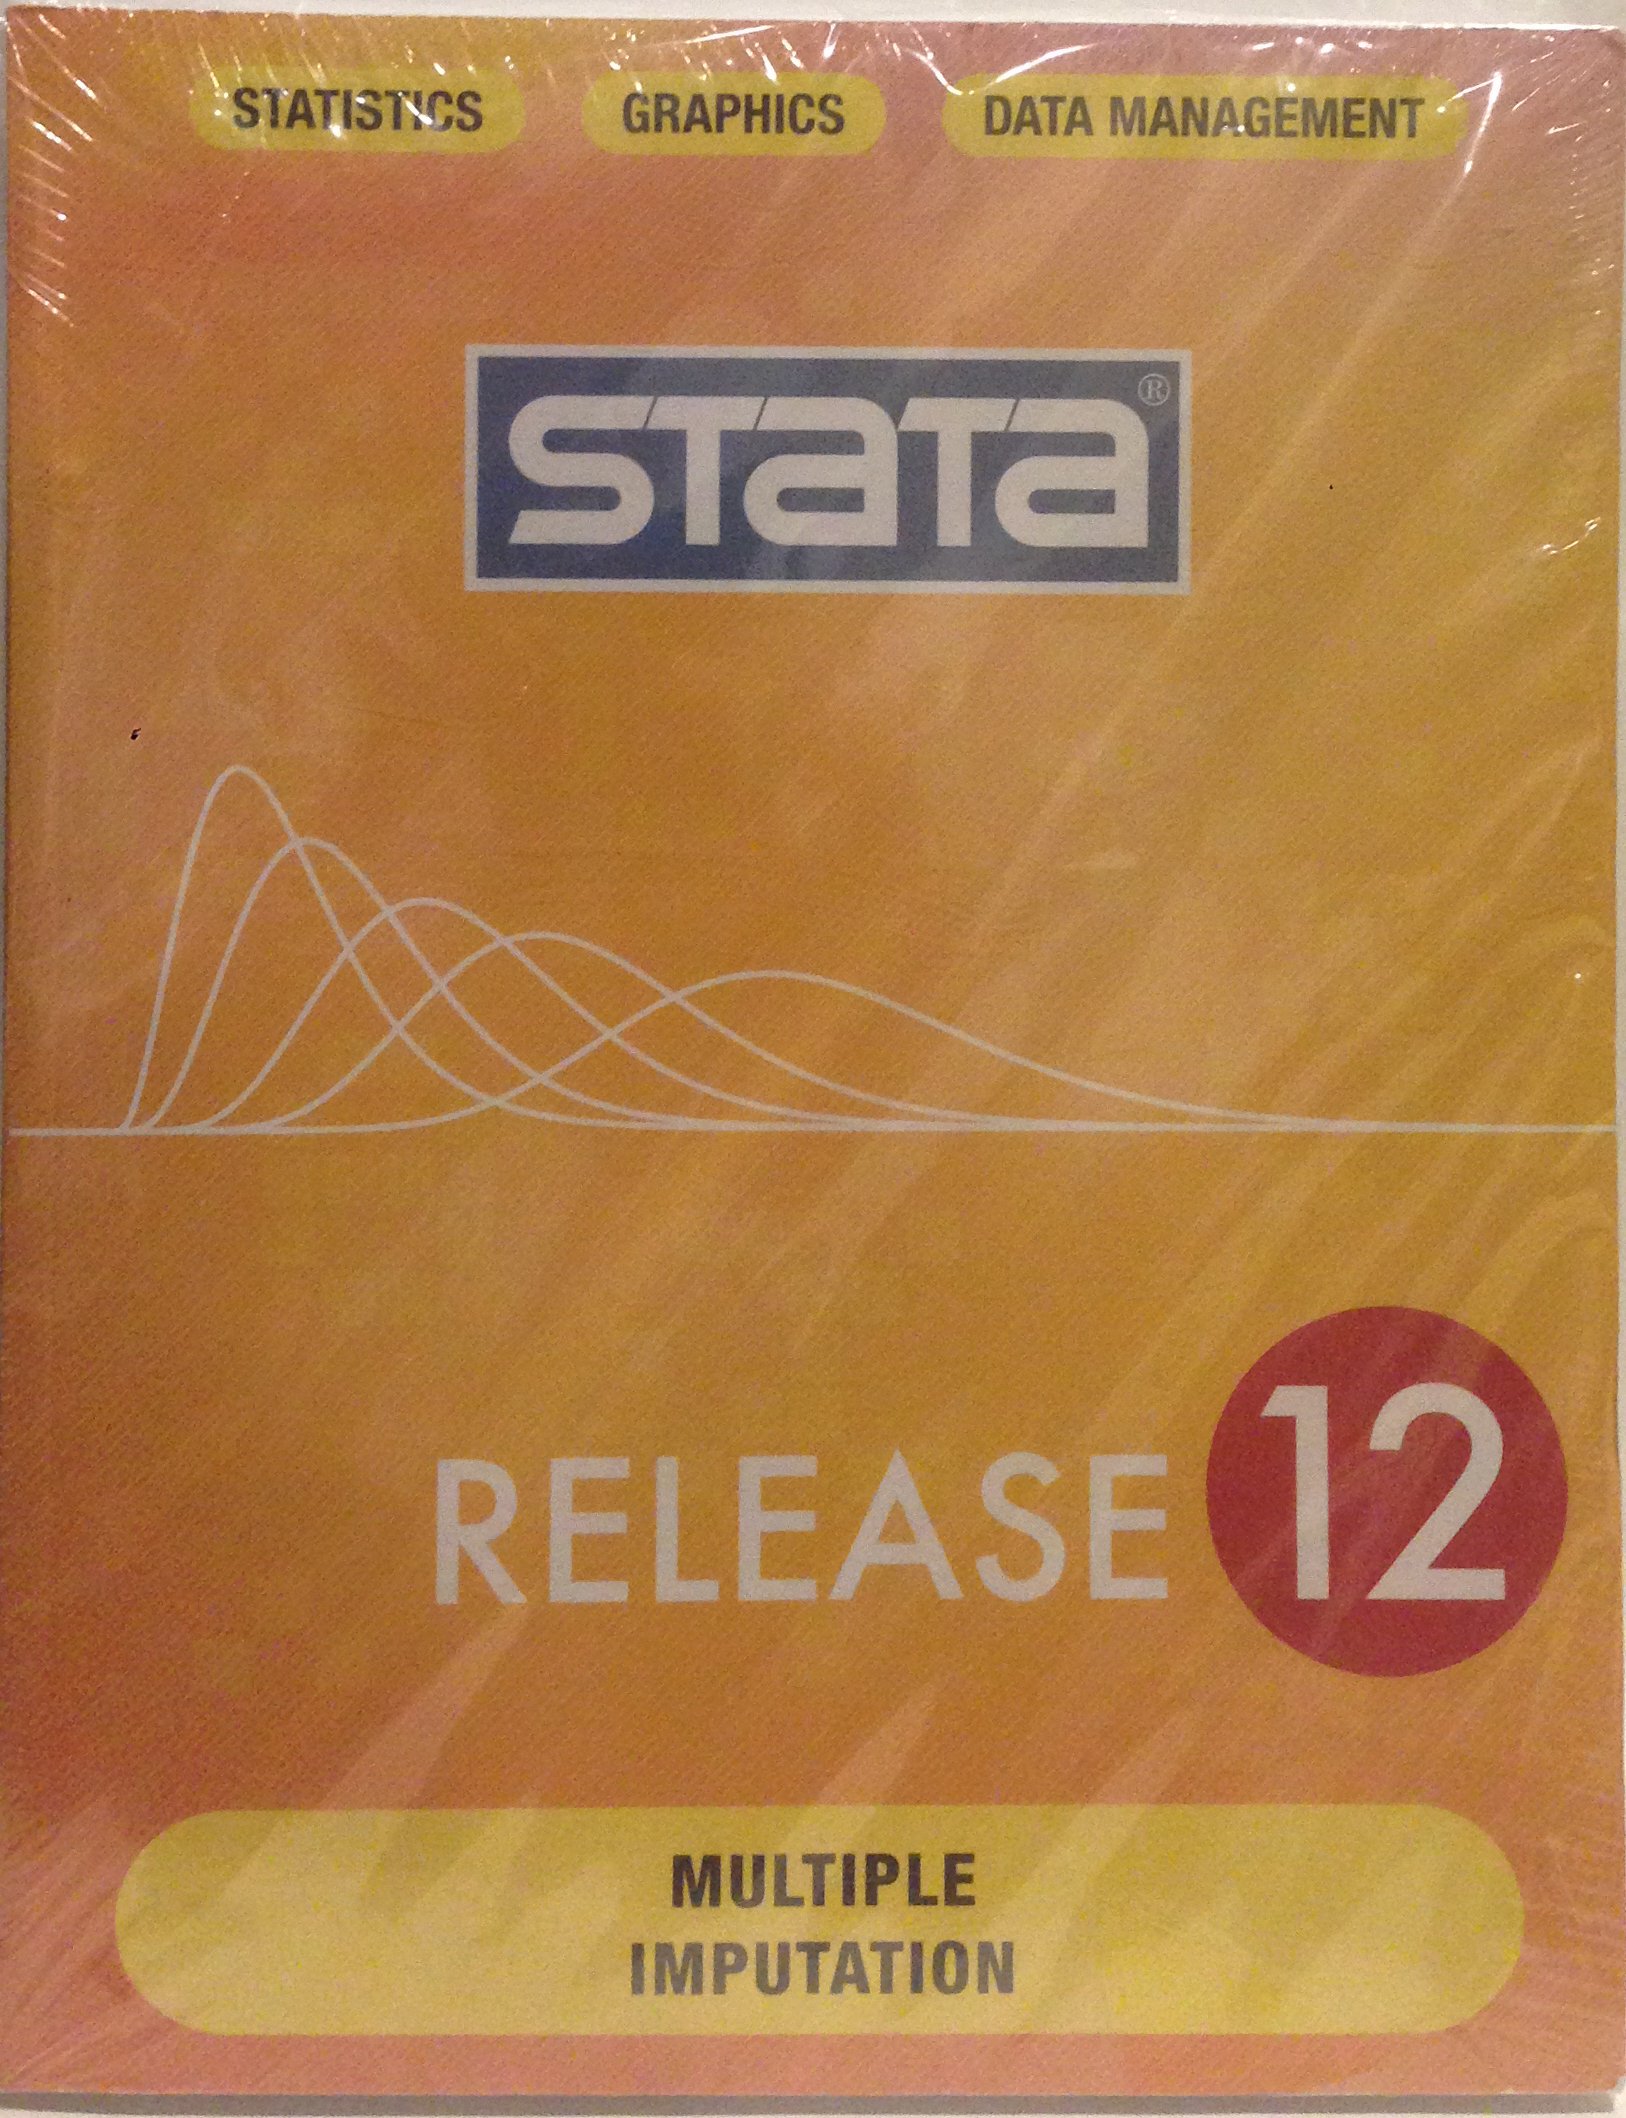 STATISTICS GRAPHICS DATA MANAGEMENT
STATA®
RELEASE 12
MULTIPLE
IMPUTATION